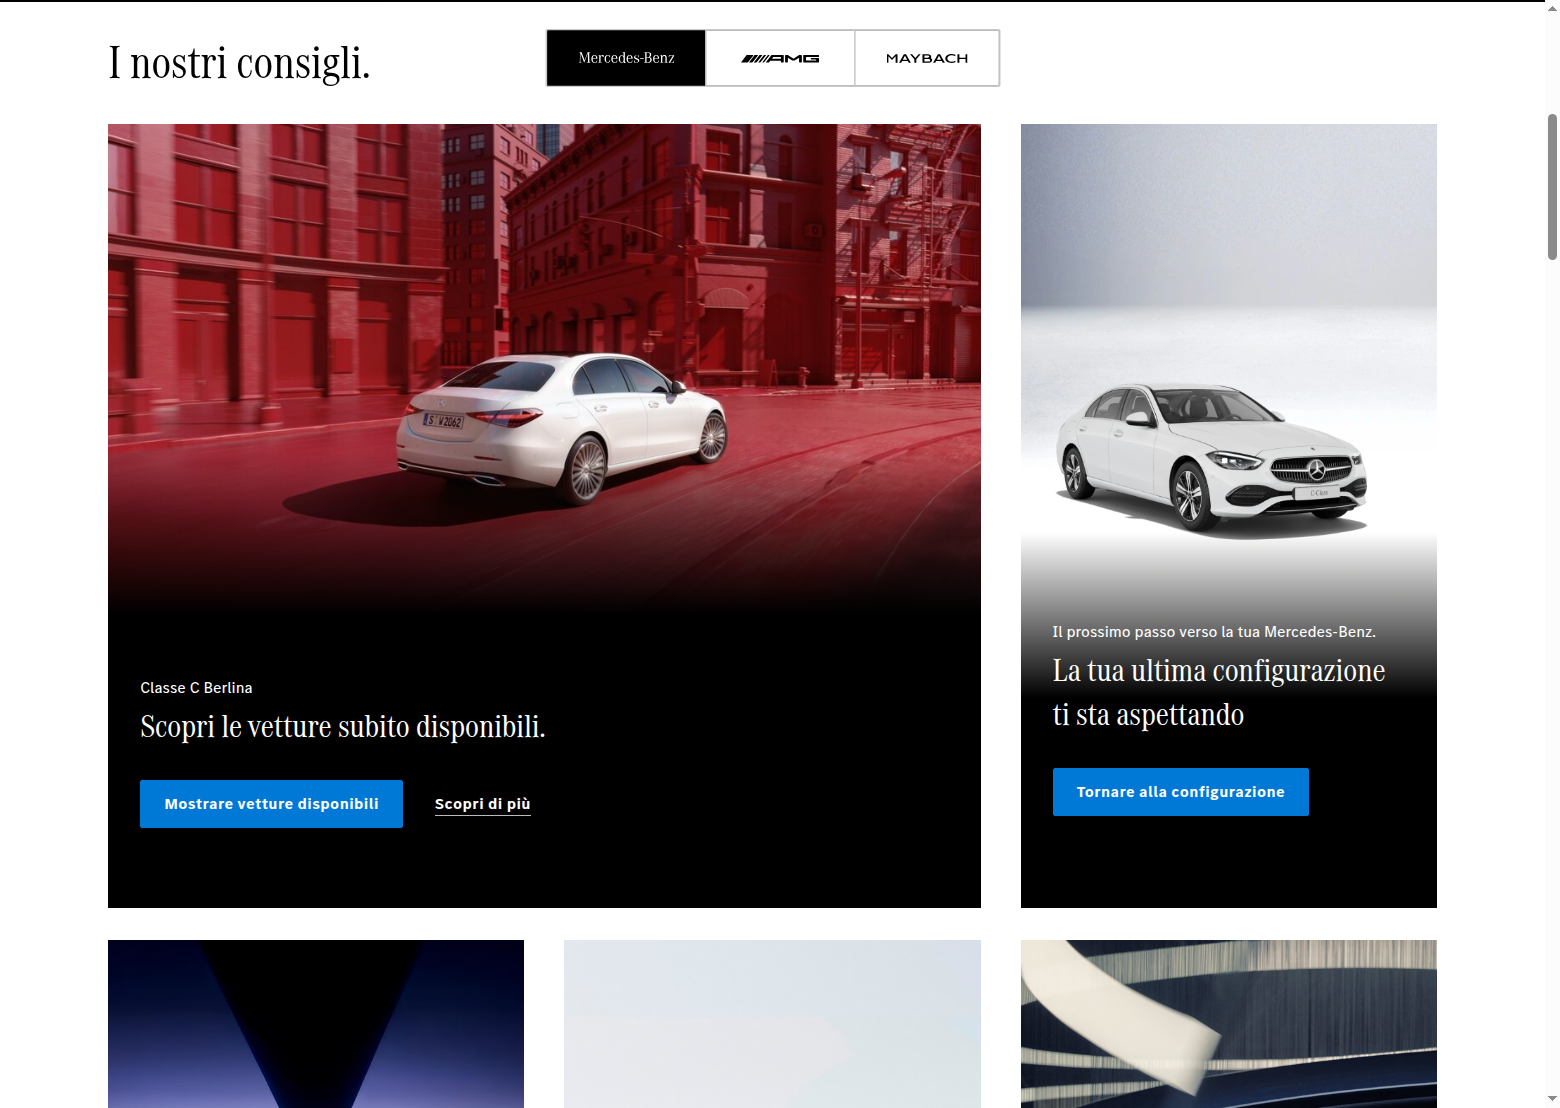 I nostri consigli.
Mercedes-Benz
AMG
MAYBACH
S W 2062
C-Class
Classe C Berlina
Scopri le vetture subito disponibili.
Mostrare vetture disponibili
Scopri di più
Il prossimo passo verso la tua Mercedes-Benz.
La tua ultima configurazione
ti sta aspettando
Tornare alla configurazione